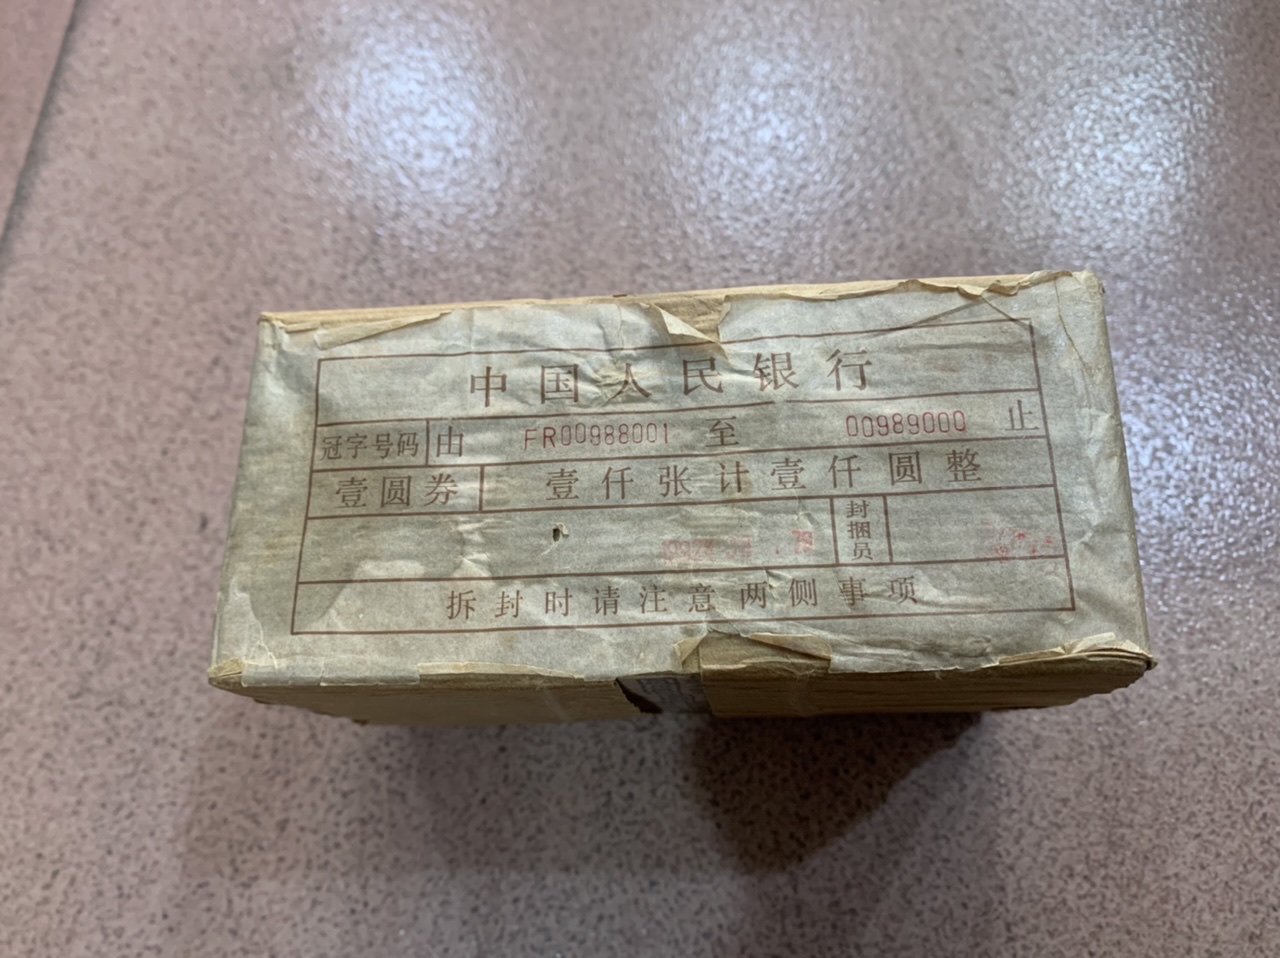 中国人民银行
冠字号码 由 FR00988001 至 00989000 止
壹圆券 壹仟张计壹仟圆整
封捆员
拆封时请注意两侧事项